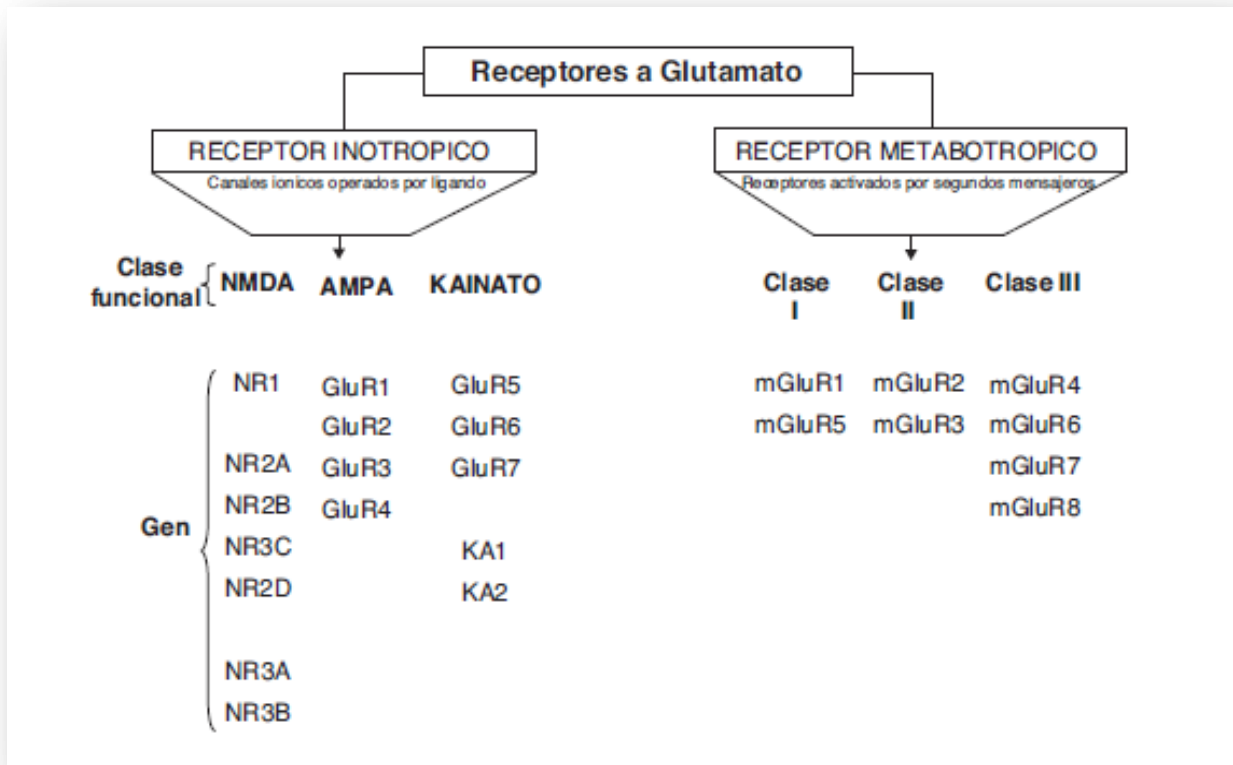 Receptores a Glutamato
RECEPTOR INOTROPICO
Canales ionicos operados por ligando
RECEPTOR METABOTROPICO
Receptores activados por segundos mensajeros
Clase
funcional
NMDA AMPA KAINATO
Clase
I
Clase
II
Clase III
Gen
NR1 GluR1 GluR5 mGluR1 mGluR2 mGluR4
GluR2 GluR6 mGluR5 mGluR3 mGluR6
NR2A GluR3 GluR7 mGluR7
NR2B GluR4 mGluR8
NR3C KA1
NR2D KA2
NR3A
NR3B